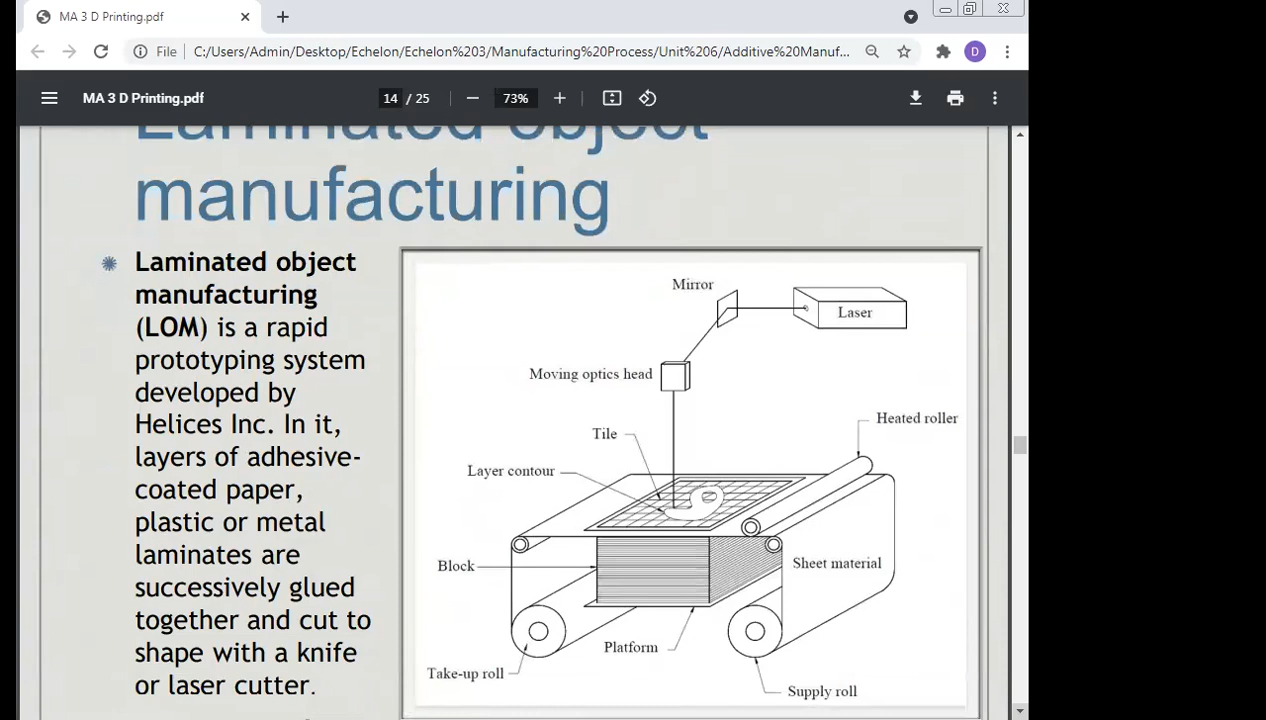 MA 3 D Printing.pdf
File C:/Users/Admin/Desktop/Echelon/Echelon%203/Manufacturing%20Process/Unit%206/Additive%20Manuf... D
MA 3 D Printing.pdf 14 / 25 73%
Laminated object
manufacturing
Laminated object
manufacturing
(LOM) is a rapid
prototyping system
developed by
Helices Inc. In it,
layers of adhesive-
coated paper,
plastic or metal
laminates are
successively glued
together and cut to
shape with a knife
or laser cutter.
Mirror
Laser
Moving optics head
Heated roller
Tile
Layer contour
Block
Sheet material
Platform
Take-up roll
Supply roll